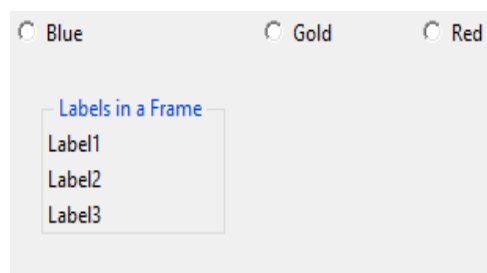 Blue Gold Red
Labels in a Frame
Label1
Label2
Label3